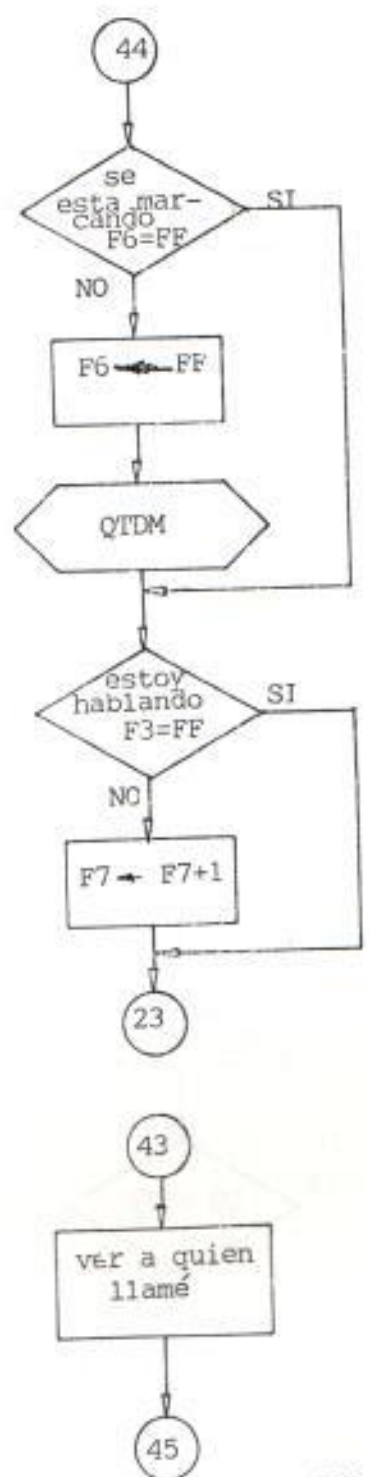 44
se
esta mar-
cando
F6=FF
SI
NO
F6 ← FF
QTDM
estoy
hablando
F3=FF
SI
NO
F7 ← F7+1
23
43
ver a quien
llamé
45